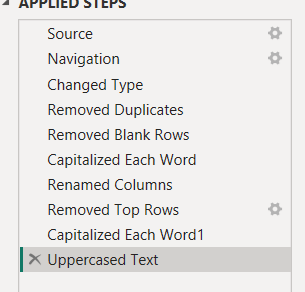 APPLIED STEPS
Source
Navigation
Changed Type
Removed Duplicates
Removed Blank Rows
Capitalized Each Word
Renamed Columns
Removed Top Rows
Capitalized Each Word1
Uppercased Text